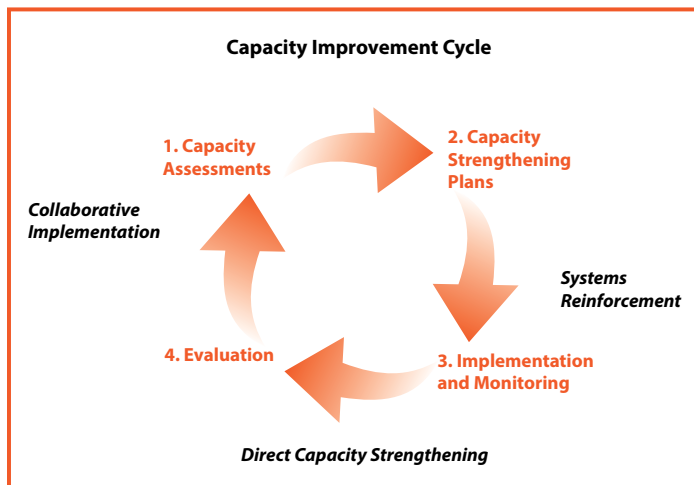 Capacity Improvement Cycle
1. Capacity
Assessments
2. Capacity
Strengthening
Plans
Collaborative
Implementation
Systems
Reinforcement
4. Evaluation
3. Implementation
and Monitoring
Direct Capacity Strengthening